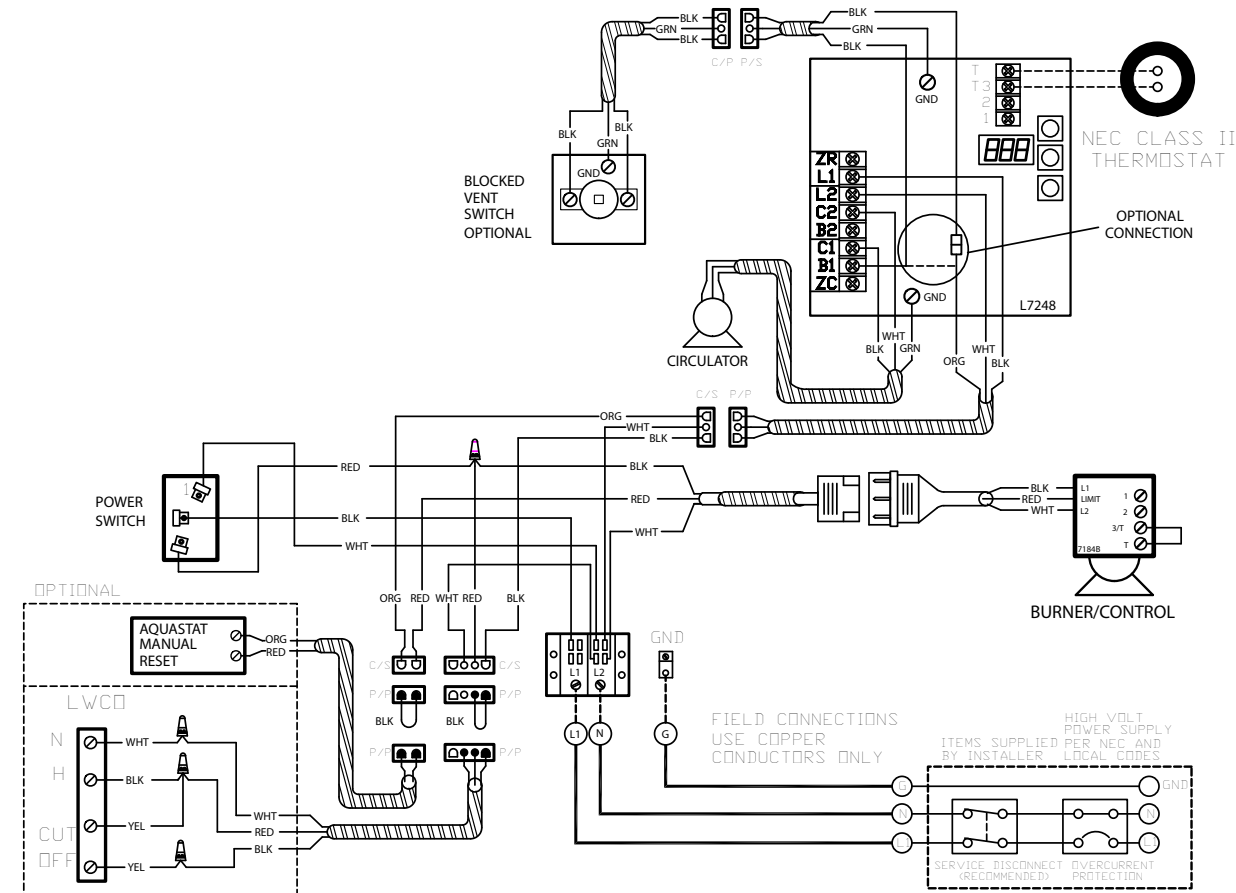 BLK
GRN
BLK
C/P P/S
BLK
GRN
BLK
GND
T
T3
2
1
NEC CLASS II
THERMOSTAT
BLK
BLK
GRN
GND
BLOCKED
VENT
SWITCH
OPTIONAL
ZR
L1
L2
C2
B2
C1
B1
ZC
888
OPTIONAL
CONNECTION
GND
L7248
CIRCULATOR
WHT
BLK
GRN
ORG
WHT
BLK
C/S P/P
ORG
WHT
BLK
RED
BLK
POWER
SWITCH
1
RED
BLK
WHT
WHT
BLK
RED
WHT
L1
LIMIT
L2
1
2
3/T
T
7184B
BURNER/CONTROL
OPTIONAL
ORG
RED
WHT
RED
BLK
AQUASTAT
MANUAL
RESET
ORG
RED
C/S
C/S
P/P
P/P
BLK
BLK
P/P
P/P
L1
L2
GND
L1
N
G
LWCO
N
WHT
H
BLK
YEL
CUT
OFF
YEL
WHT
RED
BLK
FIELD CONNECTIONS
USE COPPER
CONDUCTORS ONLY
ITEMS SUPPLIED
BY INSTALLER
HIGH VOLT
POWER SUPPLY
PER NEC AND
LOCAL CODES
G
GND
N
N
L1
L1
SERVICE DISCONNECT
(RECOMMENDED)
OVERCURRENT
PROTECTION